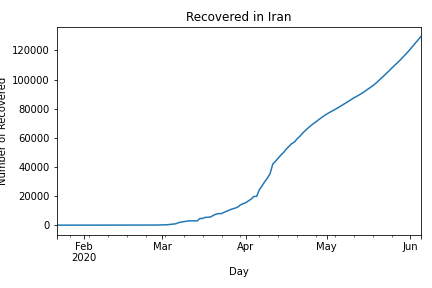 Recovered in Iran
Number of Recovered
120000
100000
80000
60000
40000
20000
0
Feb
2020
Mar
Apr
May
Jun
Day